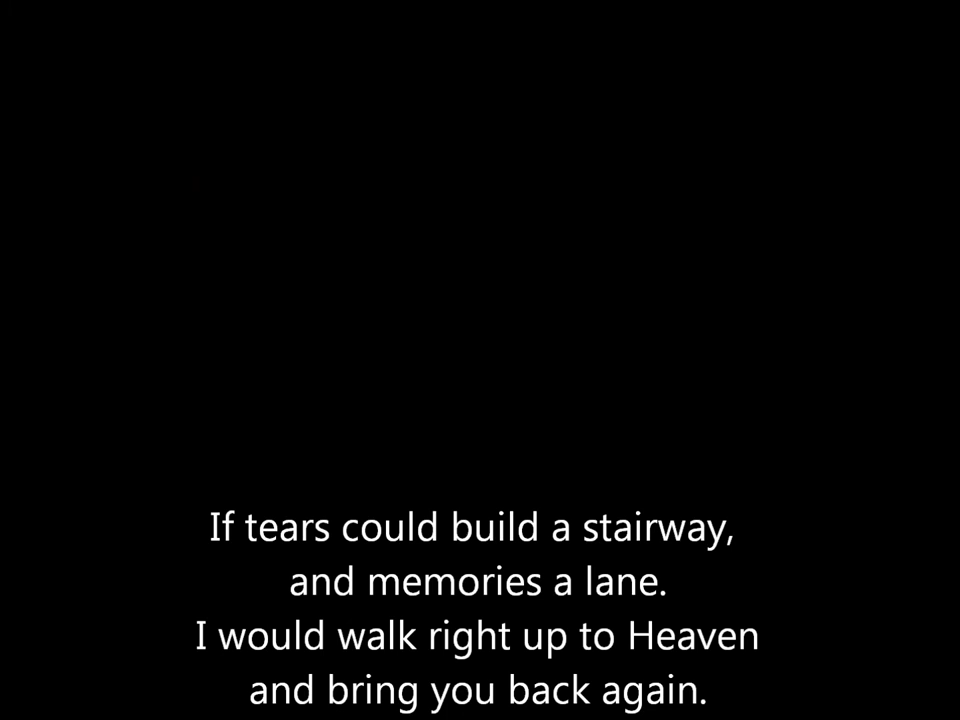 If tears could build a stairway,
and memories a lane.
I would walk right up to Heaven
and bring you back again.